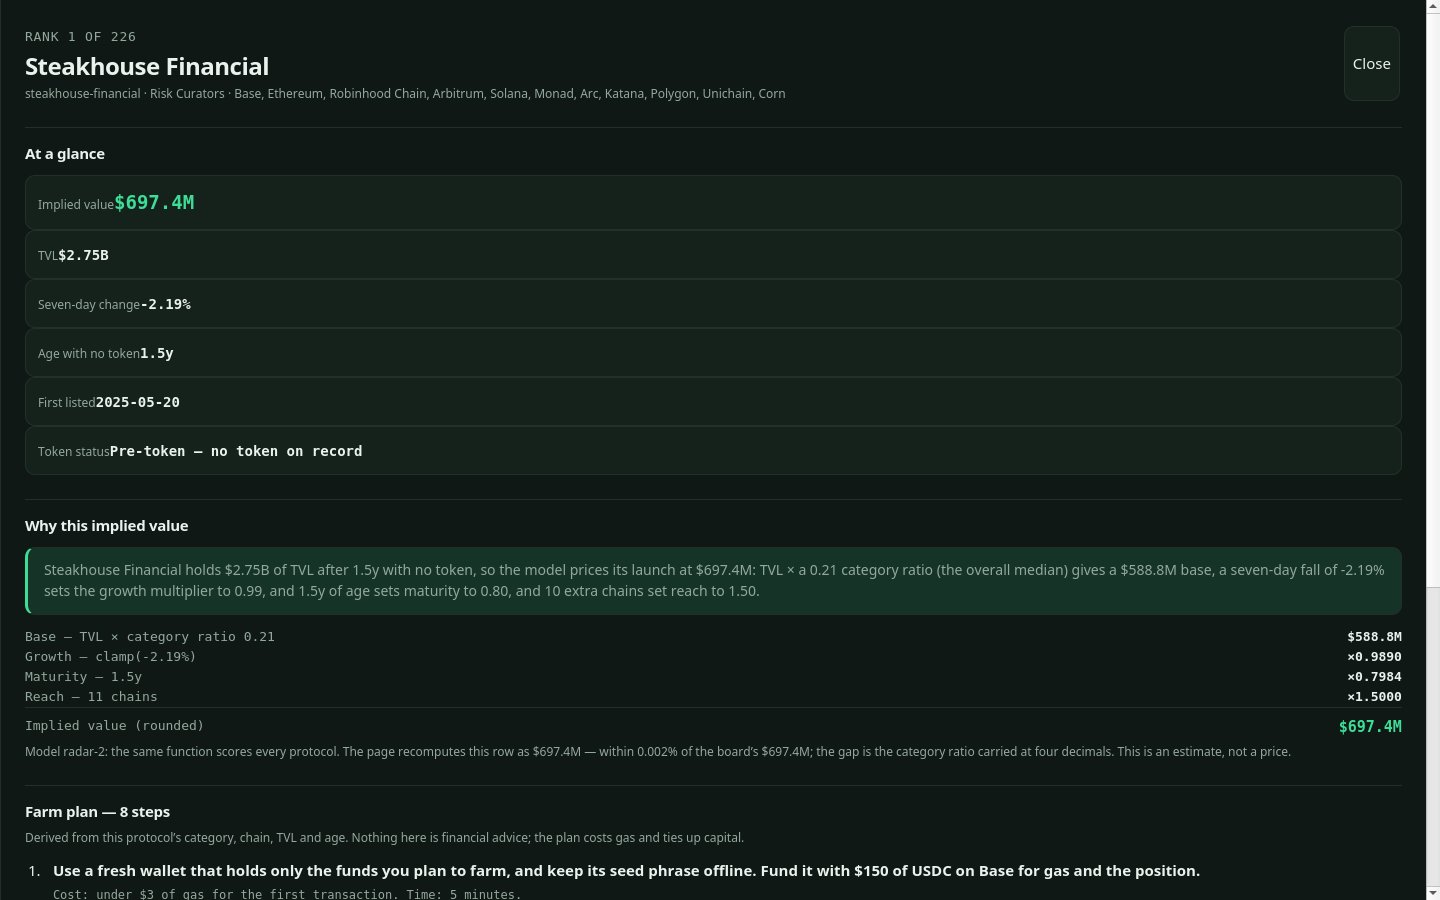 RANK 1 OF 226
Steakhouse Financial
steakhouse-financial · Risk Curators · Base, Ethereum, Robinhood Chain, Arbitrum, Solana, Monad, Arc, Katana, Polygon, Unichain, Corn
Close
At a glance
Implied value$697.4M
TVL$2.75B
Seven-day change-2.19%
Age with no token1.5y
First listed2025-05-20
Token statusPre-token — no token on record
Why this implied value
Steakhouse Financial holds $2.75B of TVL after 1.5y with no token, so the model prices its launch at $697.4M: TVL × a 0.21 category ratio (the overall median) gives a $588.8M base, a seven-day fall of -2.19%
sets the growth multiplier to 0.99, and 1.5y of age sets maturity to 0.80, and 10 extra chains set reach to 1.50.
Base — TVL × category ratio 0.21 $588.8M
Growth — clamp(-2.19%) ×0.9890
Maturity — 1.5y ×0.7984
Reach — 11 chains ×1.5000
Implied value (rounded) $697.4M
Model radar-2: the same function scores every protocol. The page recomputes this row as $697.4M — within 0.002% of the board's $697.4M; the gap is the category ratio carried at four decimals. This is an estimate, not a price.
Farm plan — 8 steps
Derived from this protocol's category, chain, TVL and age. Nothing here is financial advice; the plan costs gas and ties up capital.
1. Use a fresh wallet that holds only the funds you plan to farm, and keep its seed phrase offline. Fund it with $150 of USDC on Base for gas and the position.
Cost: under $3 of gas for the first transaction. Time: 5 minutes.